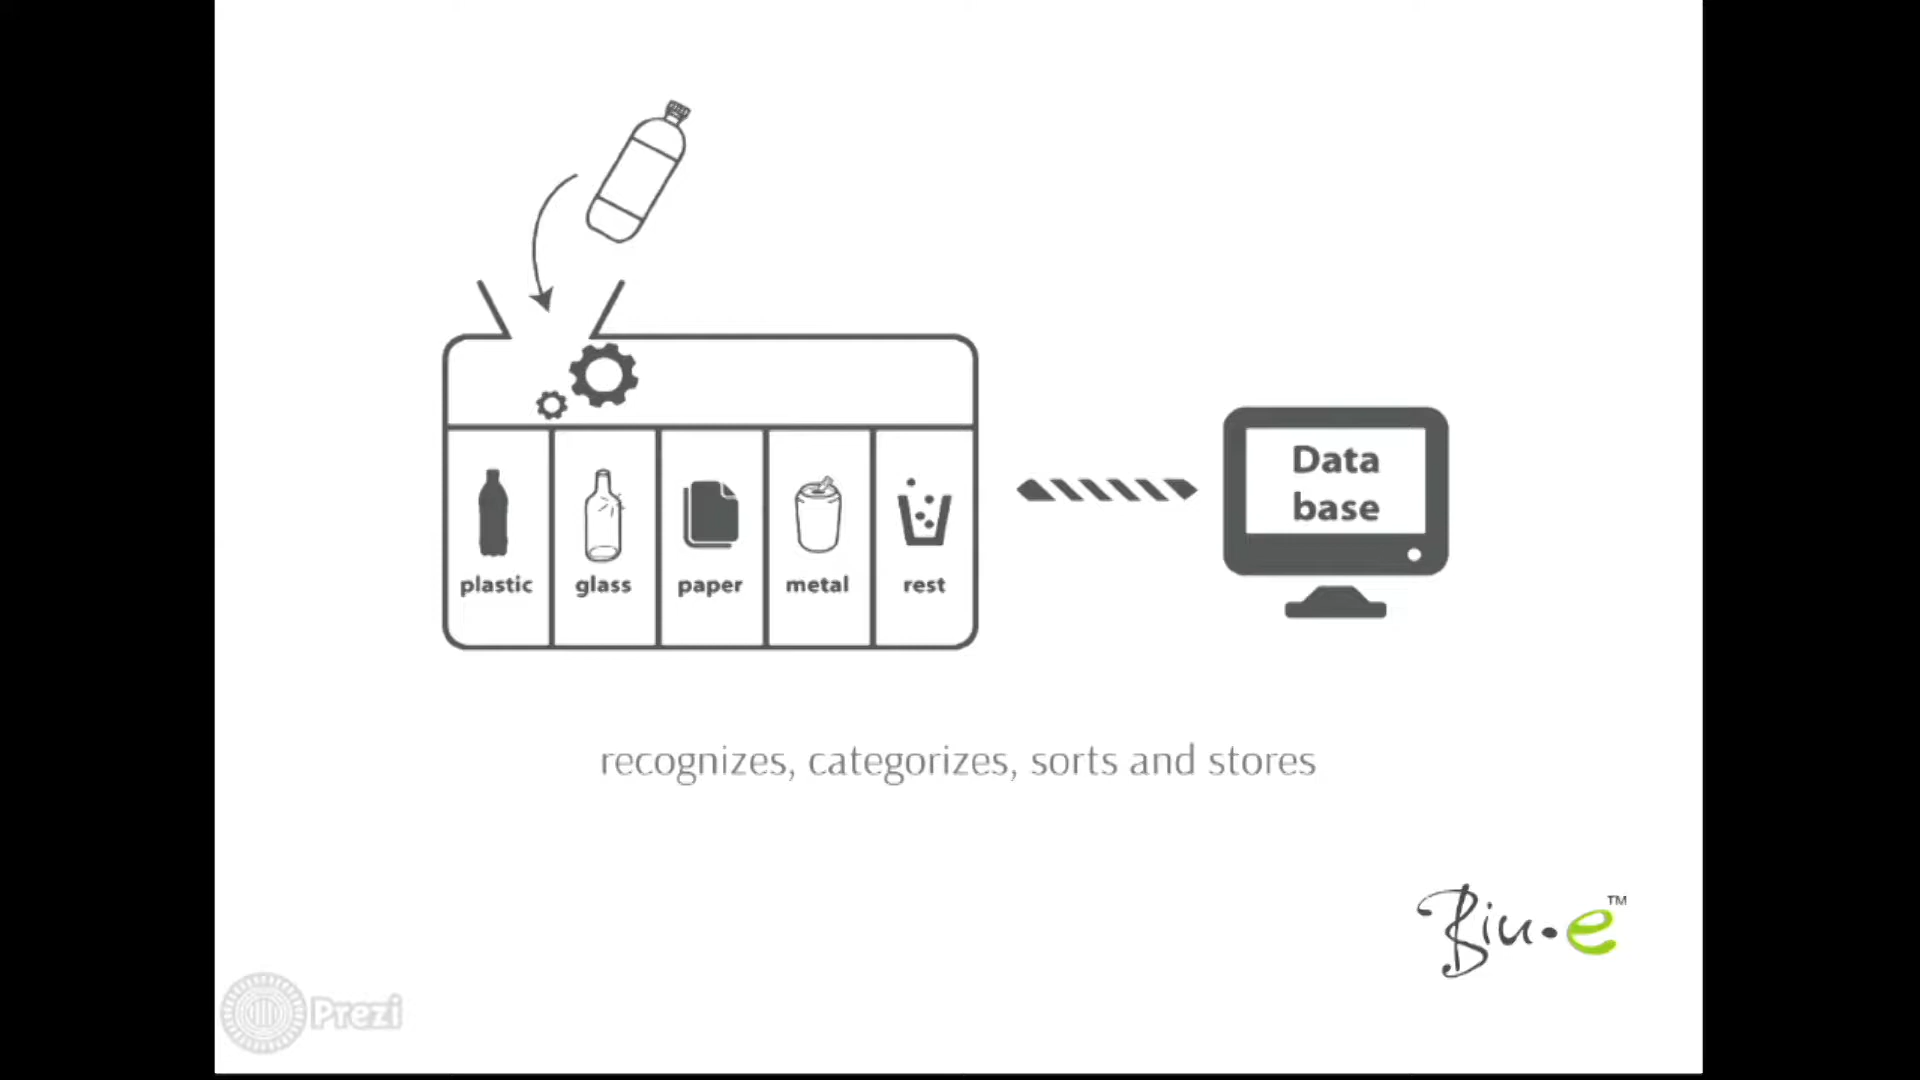 Data
base
plastic glass paper metal rest
recognizes, categorizes, sorts and stores
Bin•e™
Prezi